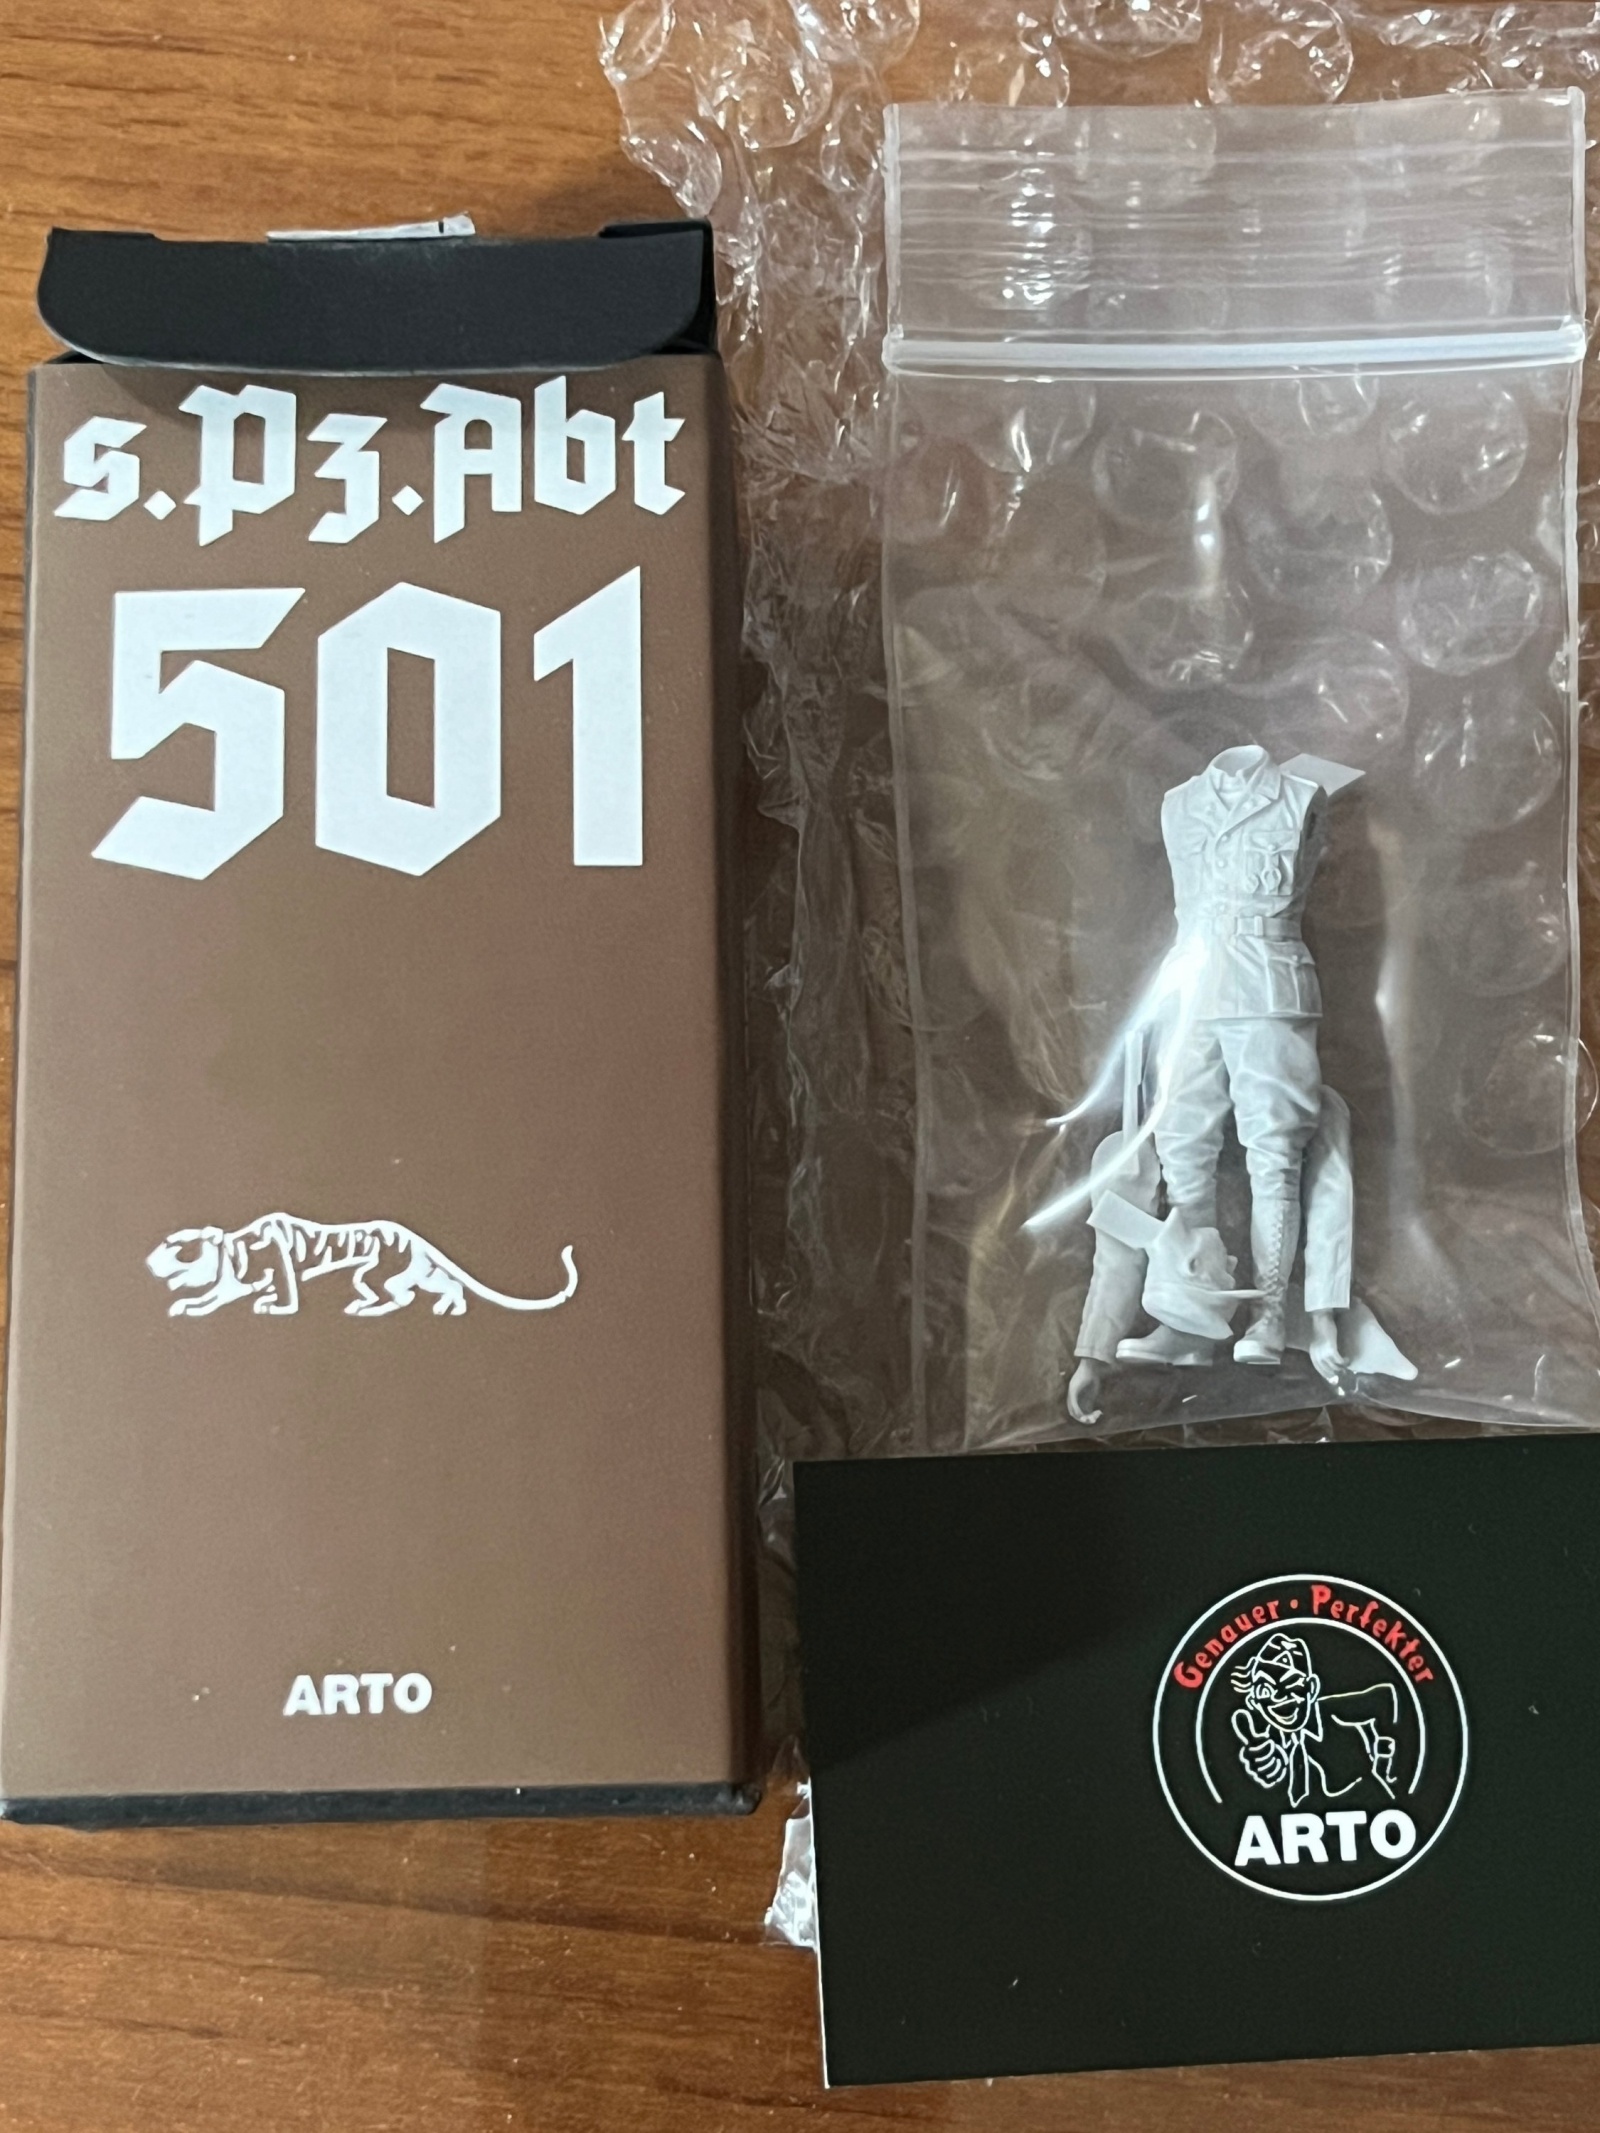 s.Pz.Abt
501
ARTO
Genauer • Perfekter
ARTO